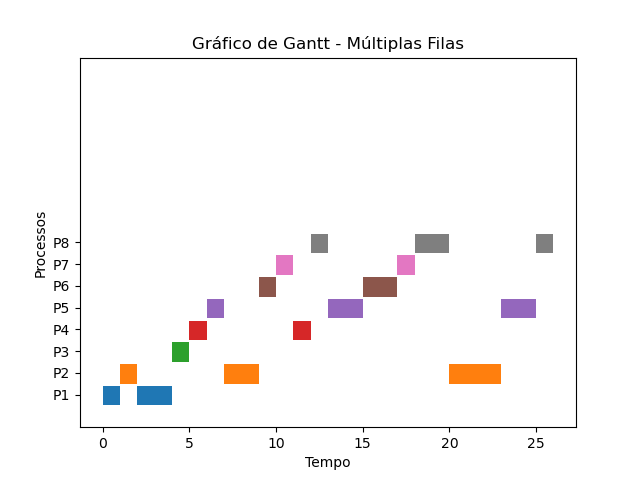 Gráfico de Gantt - Múltiplas Filas
Processos
P8
P7
P6
P5
P4
P3
P2
P1
0 5 10 15 20 25
Tempo